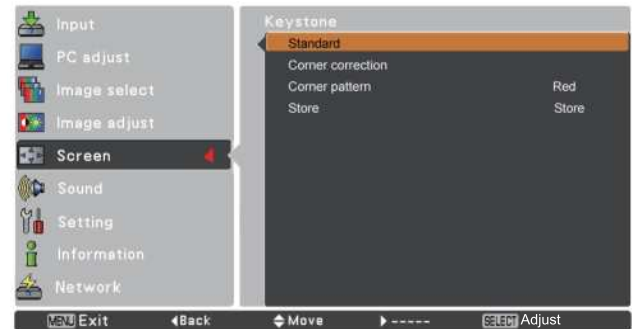 Input
PC adjust
Image select
Image adjust
Screen
Sound
Setting
Information
Network
Keystone
Standard
Corner correction
Corner pattern Red
Store Store
MENU Exit Back Move ----- SELECT Adjust